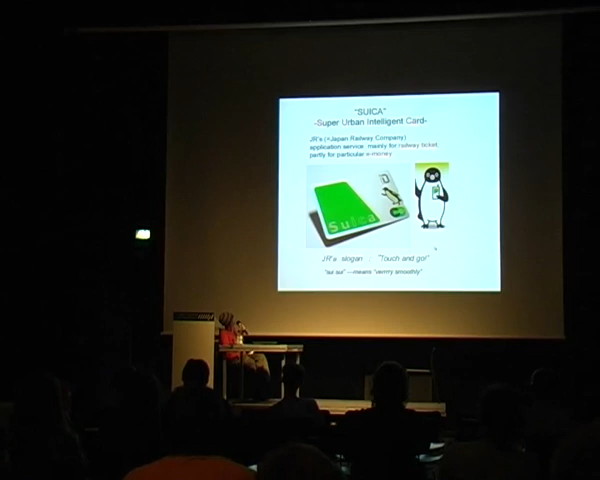 "SUICA"
-Super Urban Intelligent Card-
JR's (=Japan Railway Company)
application service mainly for railway ticket,
partly for particular e-money
Suica
JR's slogan : "Touch and go!"
"sui sui" ---means "verrrry smoothly"